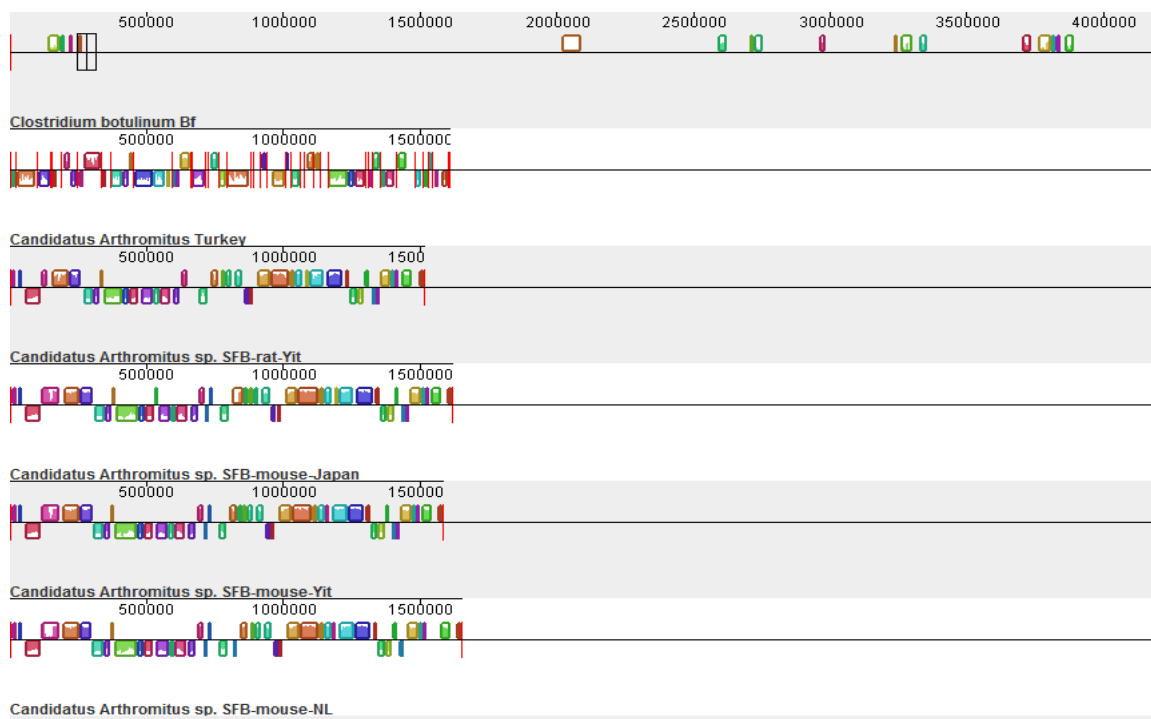 500000 1000000 1500000 2000000 2500000 3000000 3500000 4000000
Clostridium botulinum Bf
500000 1000000 150000C
Candidatus Arthromitus Turkey
500000 1000000 1500
Candidatus Arthromitus sp. SFB-rat-Yit
500000 1000000 1500000
Candidatus Arthromitus sp. SFB-mouse-Japan
500000 1000000 150000
Candidatus Arthromitus sp. SFB-mouse-Yit
500000 1000000 1500000
Candidatus Arthromitus sp. SFB-mouse-NL